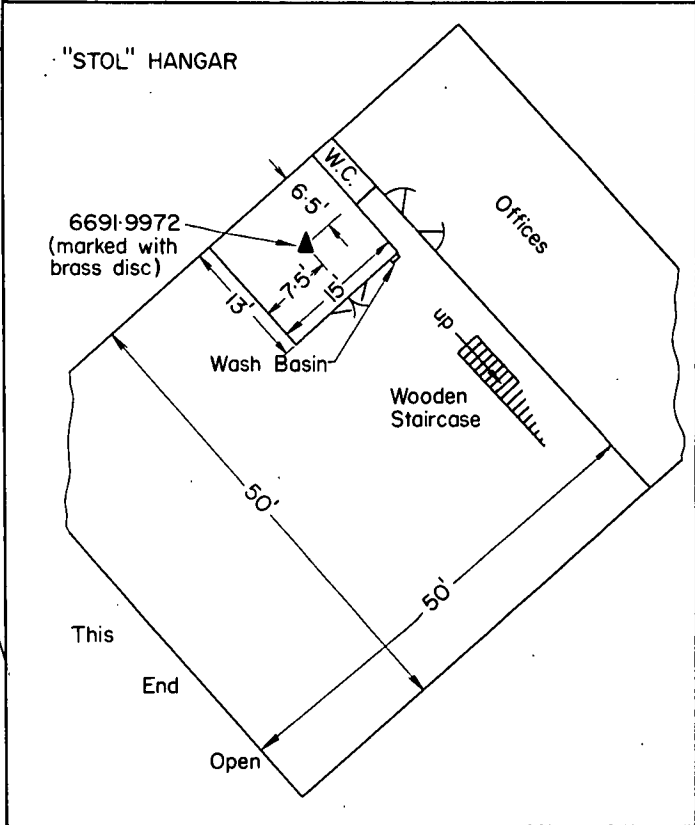 "STOL" HANGAR
W.C.
Offices
6·5'
6691·9972
(marked with
brass disc)
7·5'
15'
13'
Wash Basin
up
Wooden
Staircase
50'
50'
This
End
Open